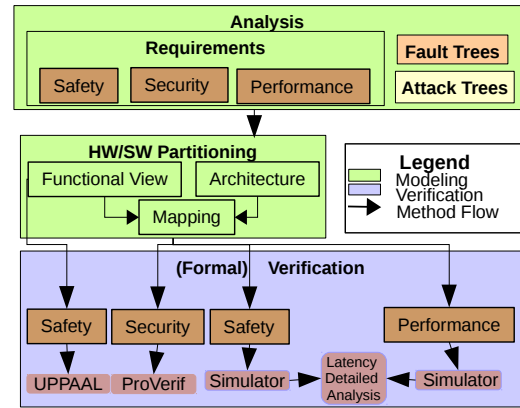 Analysis
Requirements
Safety Security Performance
Fault Trees
Attack Trees
HW/SW Partitioning
Functional View Architecture
Mapping
Legend
Modeling
Verification
Method Flow
(Formal) Verification
Safety Security Safety Performance
UPPAAL ProVerif Simulator Simulator
Latency
Detailed
Analysis